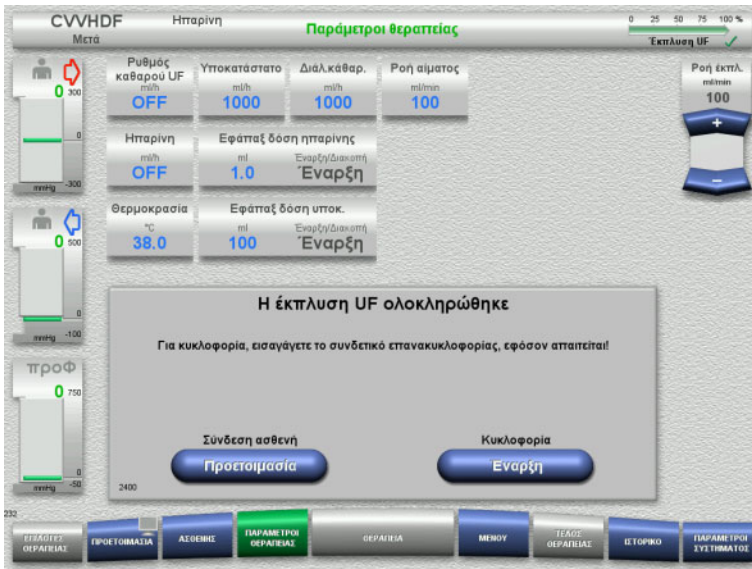 CVVHDF Ηπαρίνη
Μετά
Παράμετροι θεραπείας
0 25 50 75 100 %
Έκπλυση UF
0 300
0
mmHg -300
Ρυθμός καθαρού UF
ml/h
OFF
Υποκατάστατο
ml/h
1000
Διάλ.κάθαρ.
ml/h
1000
Ροή αίματος
ml/min
100
Ροή έκπλ.
ml/min
100
+
–
Ηπαρίνη
ml/h
OFF
Εφάπαξ δόση ηπαρίνης
ml Έναρξη/Διακοπή
1.0 Έναρξη
Θερμοκρασία
°C
38.0
Εφάπαξ δόση υποκ.
ml Έναρξη/Διακοπή
100 Έναρξη
0 500
0
mmHg -100
προΦ
0 750
0
mmHg -50
Η έκπλυση UF ολοκληρώθηκε
Για κυκλοφορία, εισαγάγετε το συνδετικό επανακυκλοφορίας, εφόσον απαιτείται!
Σύνδεση ασθενή
Προετοιμασία
Κυκλοφορία
Έναρξη
2400
232
ΕΠΙΛΟΓΕΣ ΘΕΡΑΠΕΙΑΣ
ΠΡΟΕΤΟΙΜΑΣΙΑ
ΑΣΘΕΝΗΣ
ΠΑΡΑΜΕΤΡΟΙ ΘΕΡΑΠΕΙΑΣ
ΘΕΡΑΠΕΙΑ
ΜΕΝΟΥ
ΤΕΛΟΣ ΘΕΡΑΠΕΙΑΣ
ΙΣΤΟΡΙΚΟ
ΠΑΡΑΜΕΤΡΟΙ ΣΥΣΤΗΜΑΤΟΣ